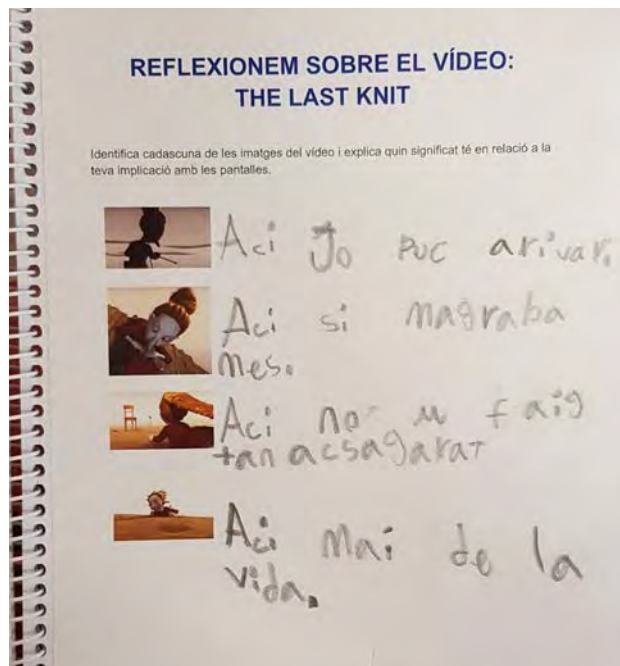 REFLEXIONEM SOBRE EL VÍDEO:
THE LAST KNIT
Identifica cadascuna de les imatges del vídeo i explica quin significat té en relació a la
teva implicació amb les pantalles.
Aci Jo puc arivar.
Aci si magraba
mes.
Aci no u faig
tan acsagarat
Aci mai de la
vida.